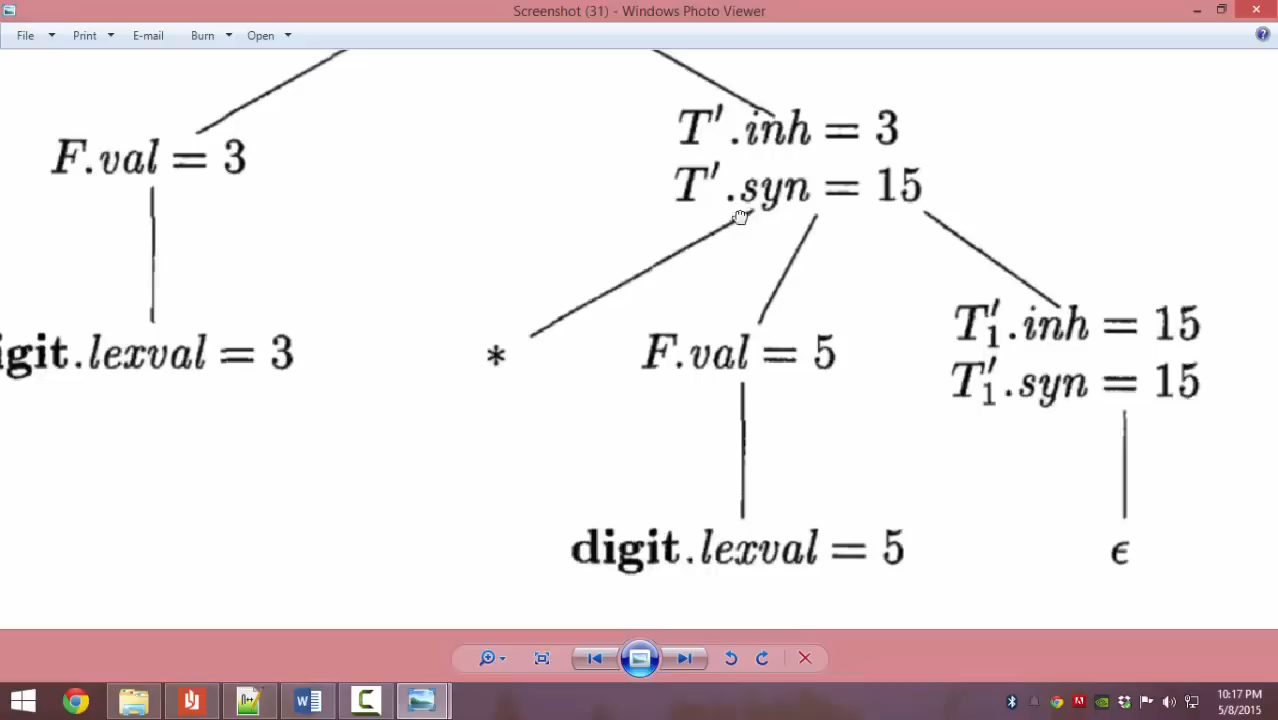 Screenshot (31) - Windows Photo Viewer
File Print E-mail Burn Open
T′.inh = 3
F.val = 3
T′.syn = 15
T′₁.inh = 15
igit.lexval = 3
*
F.val = 5
T′₁.syn = 15
digit.lexval = 5
ϵ
10:17 PM
5/8/2015